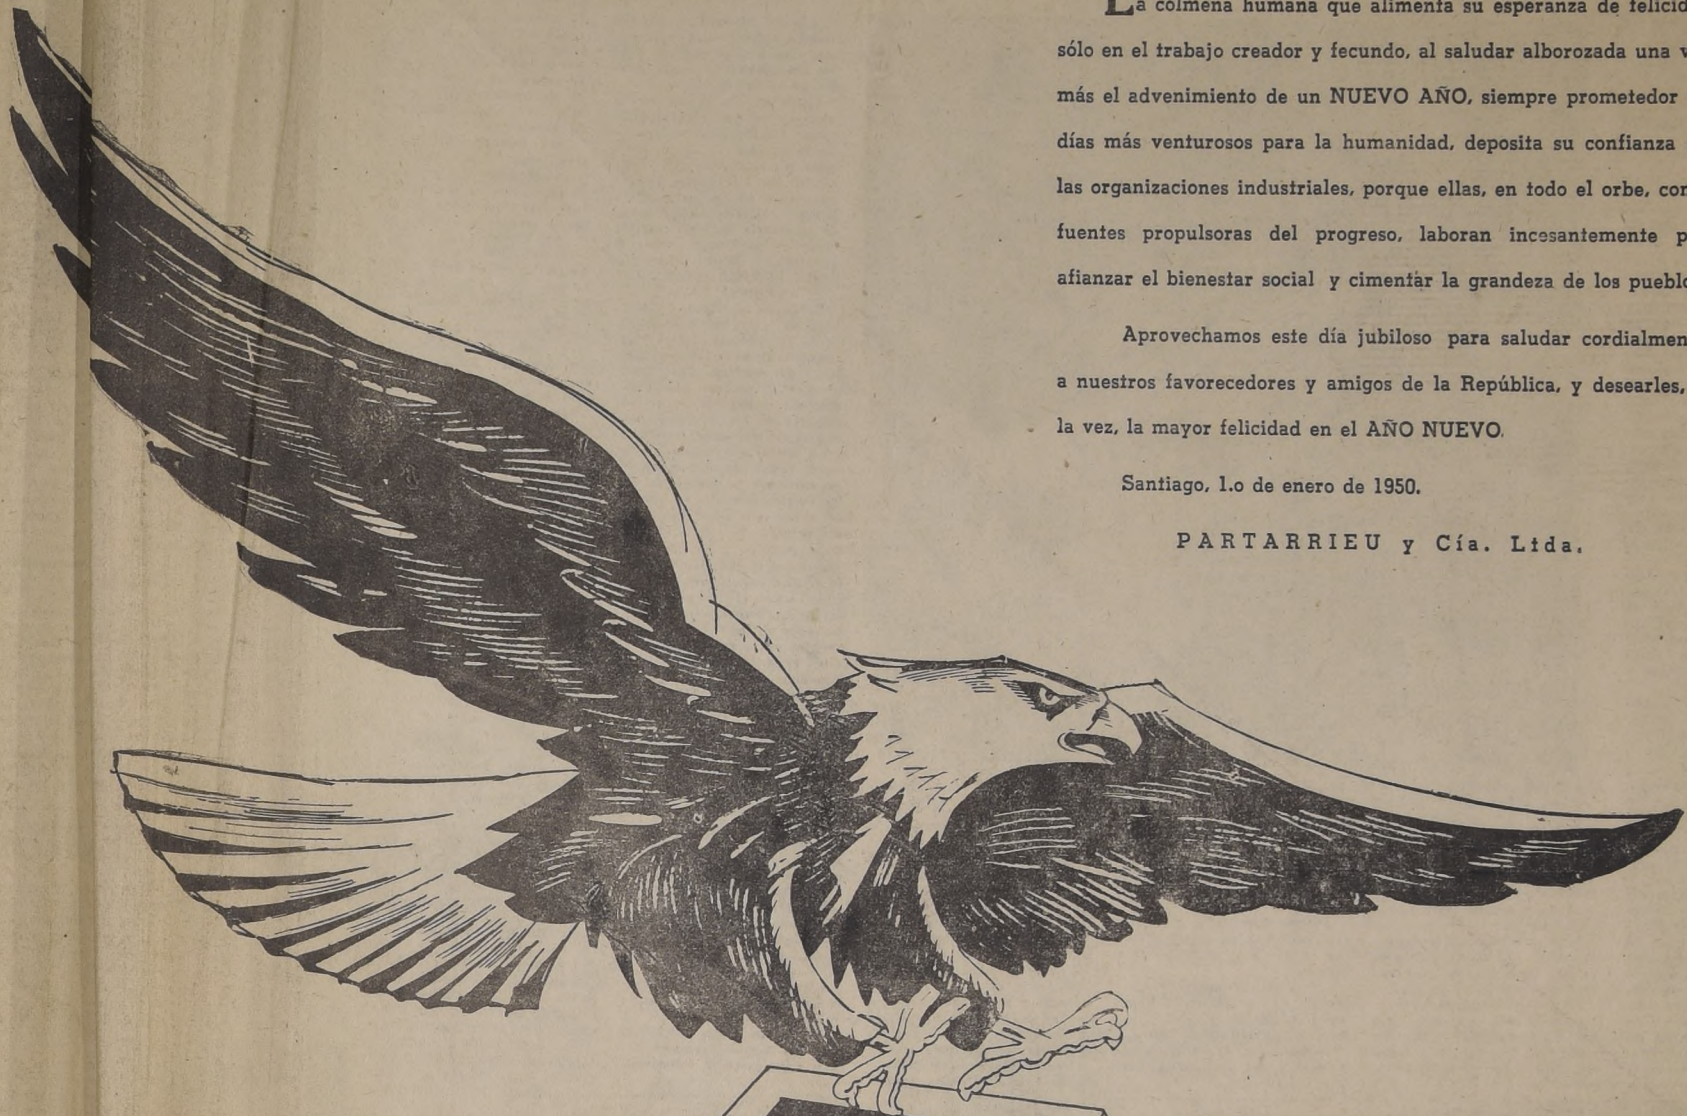 La colmena humana que alimenta su esperanza de felicid
sólo en el trabajo creador y fecundo, al saludar alborozada una v
más el advenimiento de un NUEVO AÑO, siempre prometedor
días más venturosos para la humanidad, deposita su confianza
las organizaciones industriales, porque ellas, en todo el orbe, con
fuentes propulsoras del progreso, laboran incesantemente p
afianzar el bienestar social y cimentar la grandeza de los pueblo
Aprovechamos este día jubiloso para saludar cordialmen
a nuestros favorecedores y amigos de la República, y desearles,
la vez, la mayor felicidad en el AÑO NUEVO.
Santiago, 1.o de enero de 1950.
PARTARRIEU y Cía. Ltda.